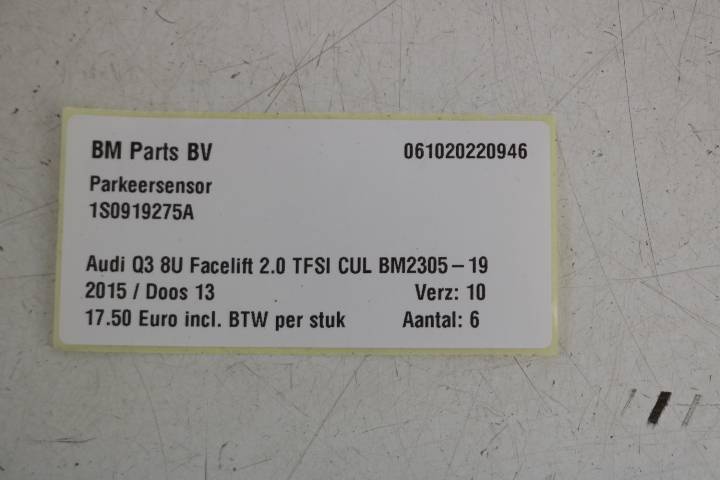 BM Parts BV 061020220946
Parkeersensor
1S0919275A
Audi Q3 8U Facelift 2.0 TFSI CUL BM2305-19
2015 / Doos 13 Verz: 10
17.50 Euro incl. BTW per stuk Aantal: 6